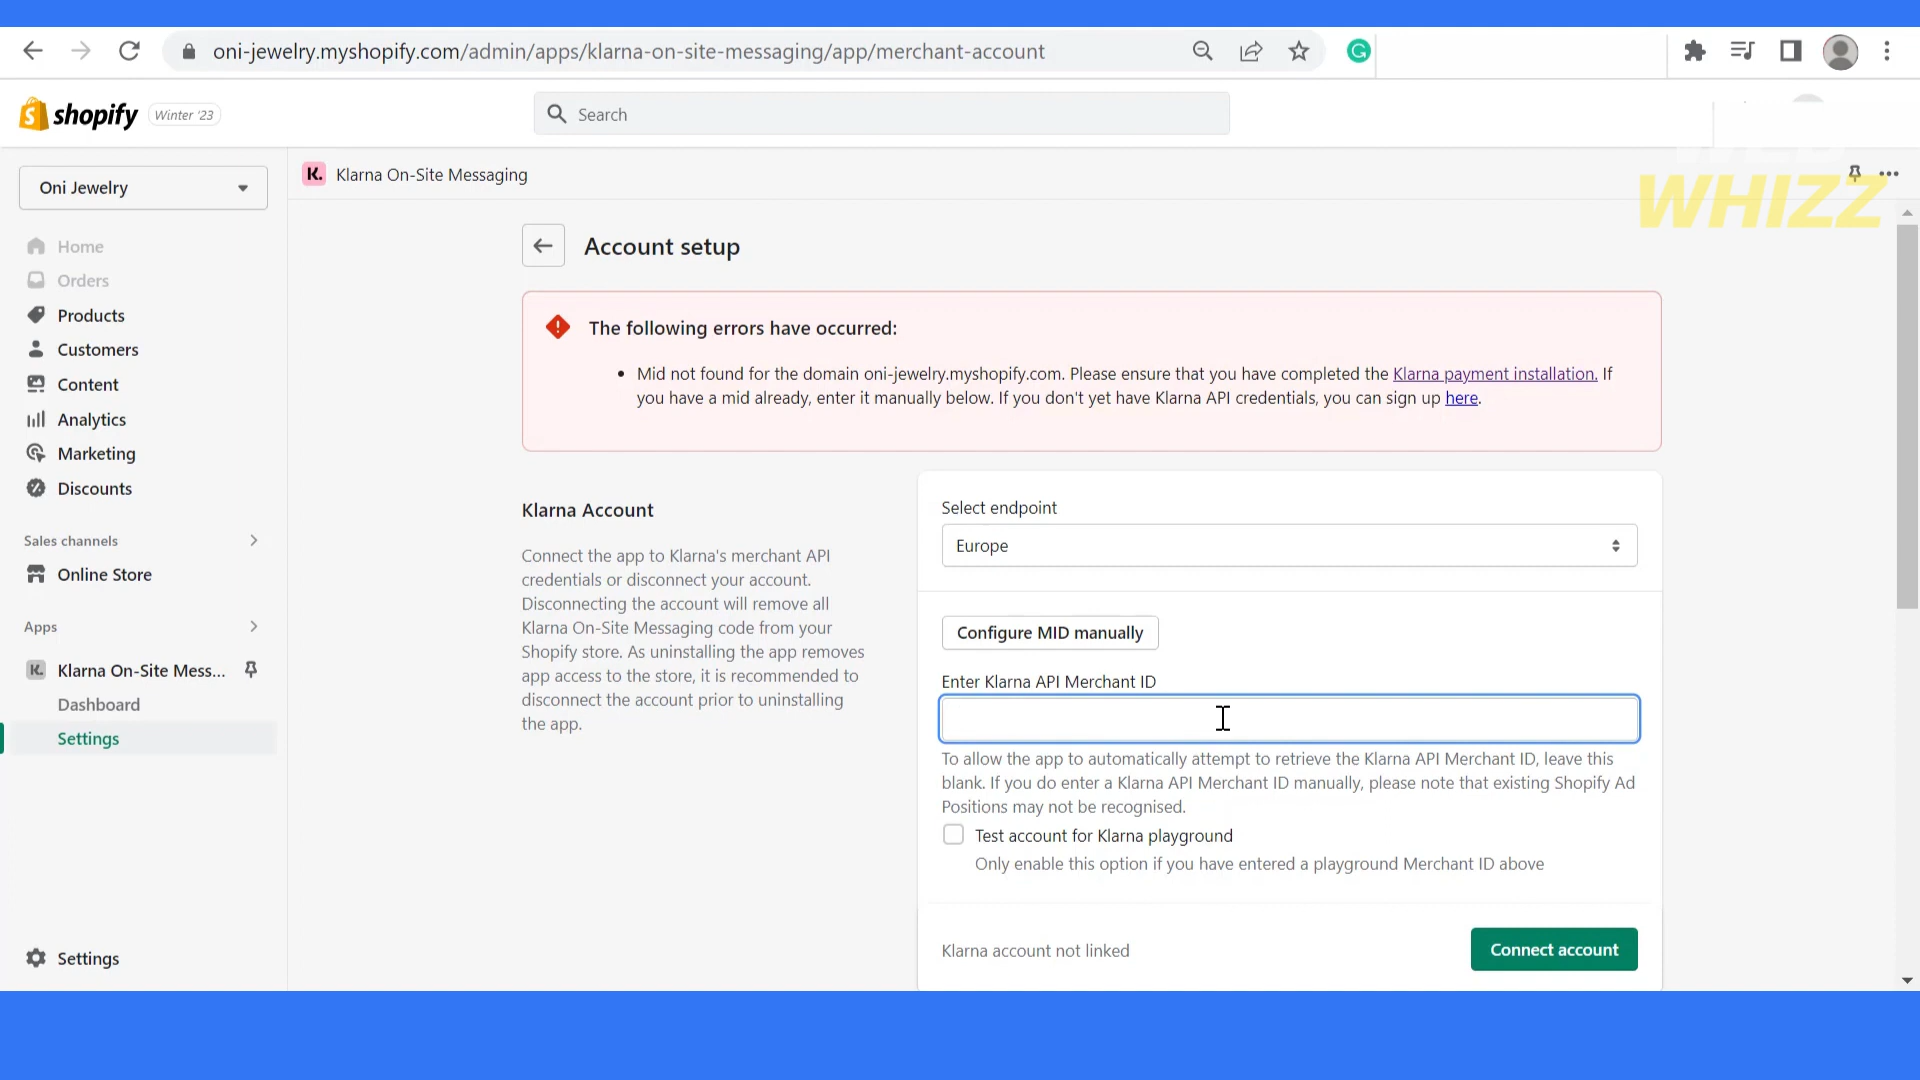 oni-jewelry.myshopify.com/admin/apps/klarna-on-site-messaging/app/merchant-account
shopify
Winter '23
Search
Oni Jewelry
K. Klarna On-Site Messaging
WHIZZ
Home
Orders
Products
Customers
Content
Analytics
Marketing
Discounts
Sales channels
Online Store
Apps
K. Klarna On-Site Mess...
Dashboard
Settings
Settings
Account setup
The following errors have occurred:
Mid not found for the domain oni-jewelry.myshopify.com. Please ensure that you have completed the Klarna payment installation. If
you have a mid already, enter it manually below. If you don't yet have Klarna API credentials, you can sign up here.
Klarna Account
Connect the app to Klarna's merchant API
credentials or disconnect your account.
Disconnecting the account will remove all
Klarna On-Site Messaging code from your
Shopify store. As uninstalling the app removes
app access to the store, it is recommended to
disconnect the account prior to uninstalling
the app.
Select endpoint
Europe
Configure MID manually
Enter Klarna API Merchant ID
To allow the app to automatically attempt to retrieve the Klarna API Merchant ID, leave this
blank. If you do enter a Klarna API Merchant ID manually, please note that existing Shopify Ad
Positions may not be recognised.
Test account for Klarna playground
Only enable this option if you have entered a playground Merchant ID above
Klarna account not linked
Connect account